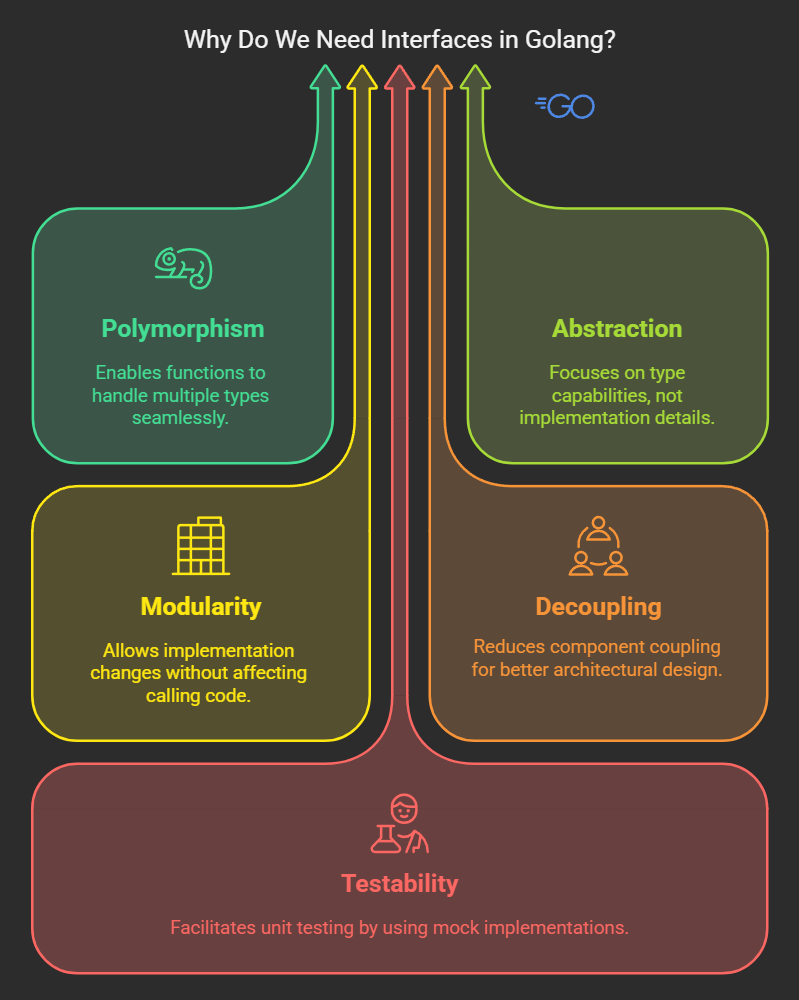 Why Do We Need Interfaces in Golang?
GO
Polymorphism
Enables functions to
handle multiple types
seamlessly.
Abstraction
Focuses on type
capabilities, not
implementation details.
Modularity
Allows implementation
changes without affecting
calling code.
Decoupling
Reduces component coupling
for better architectural design.
Testability
Facilitates unit testing by using mock implementations.